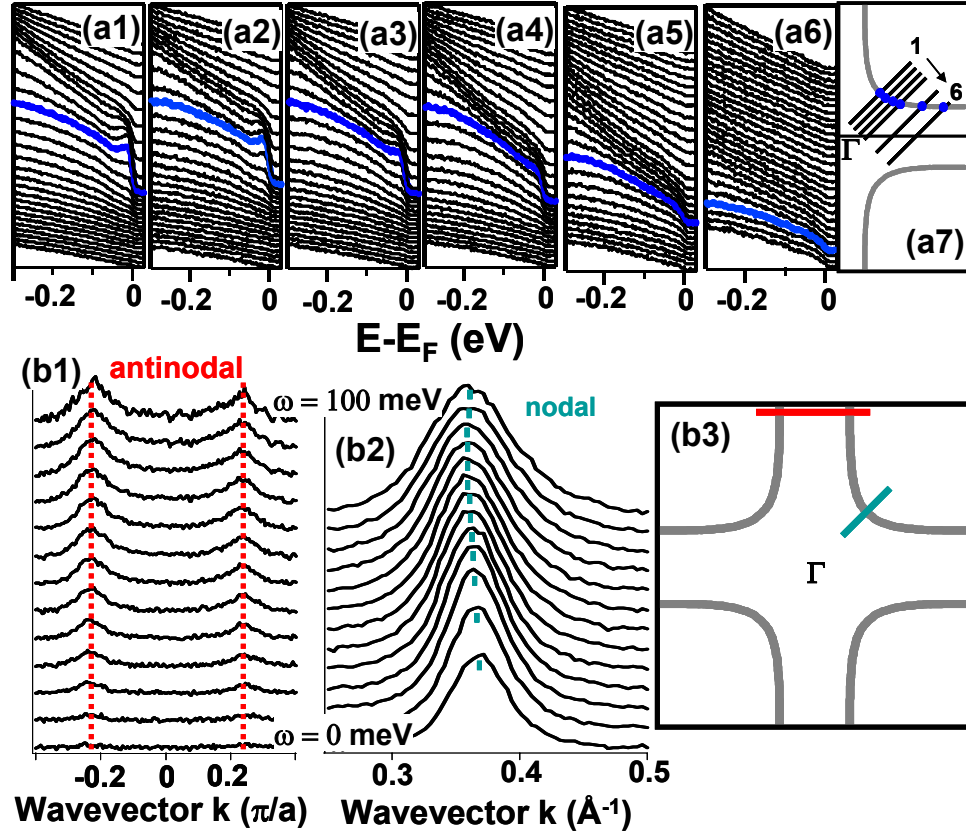 (a1) (a2) (a3) (a4) (a5) (a6)
1
6
Γ
(a7)
-0.2 0 -0.2 0 -0.2 0 -0.2 0 -0.2 0 -0.2 0
E-E_F (eV)
(b1) antinodal
ω = 100 meV
nodal
(b2)
(b3)
Γ
ω = 0 meV
-0.2 0 0.2
0.3 0.4 0.5
Wavevector k (π/a)
Wavevector k (Å⁻¹)